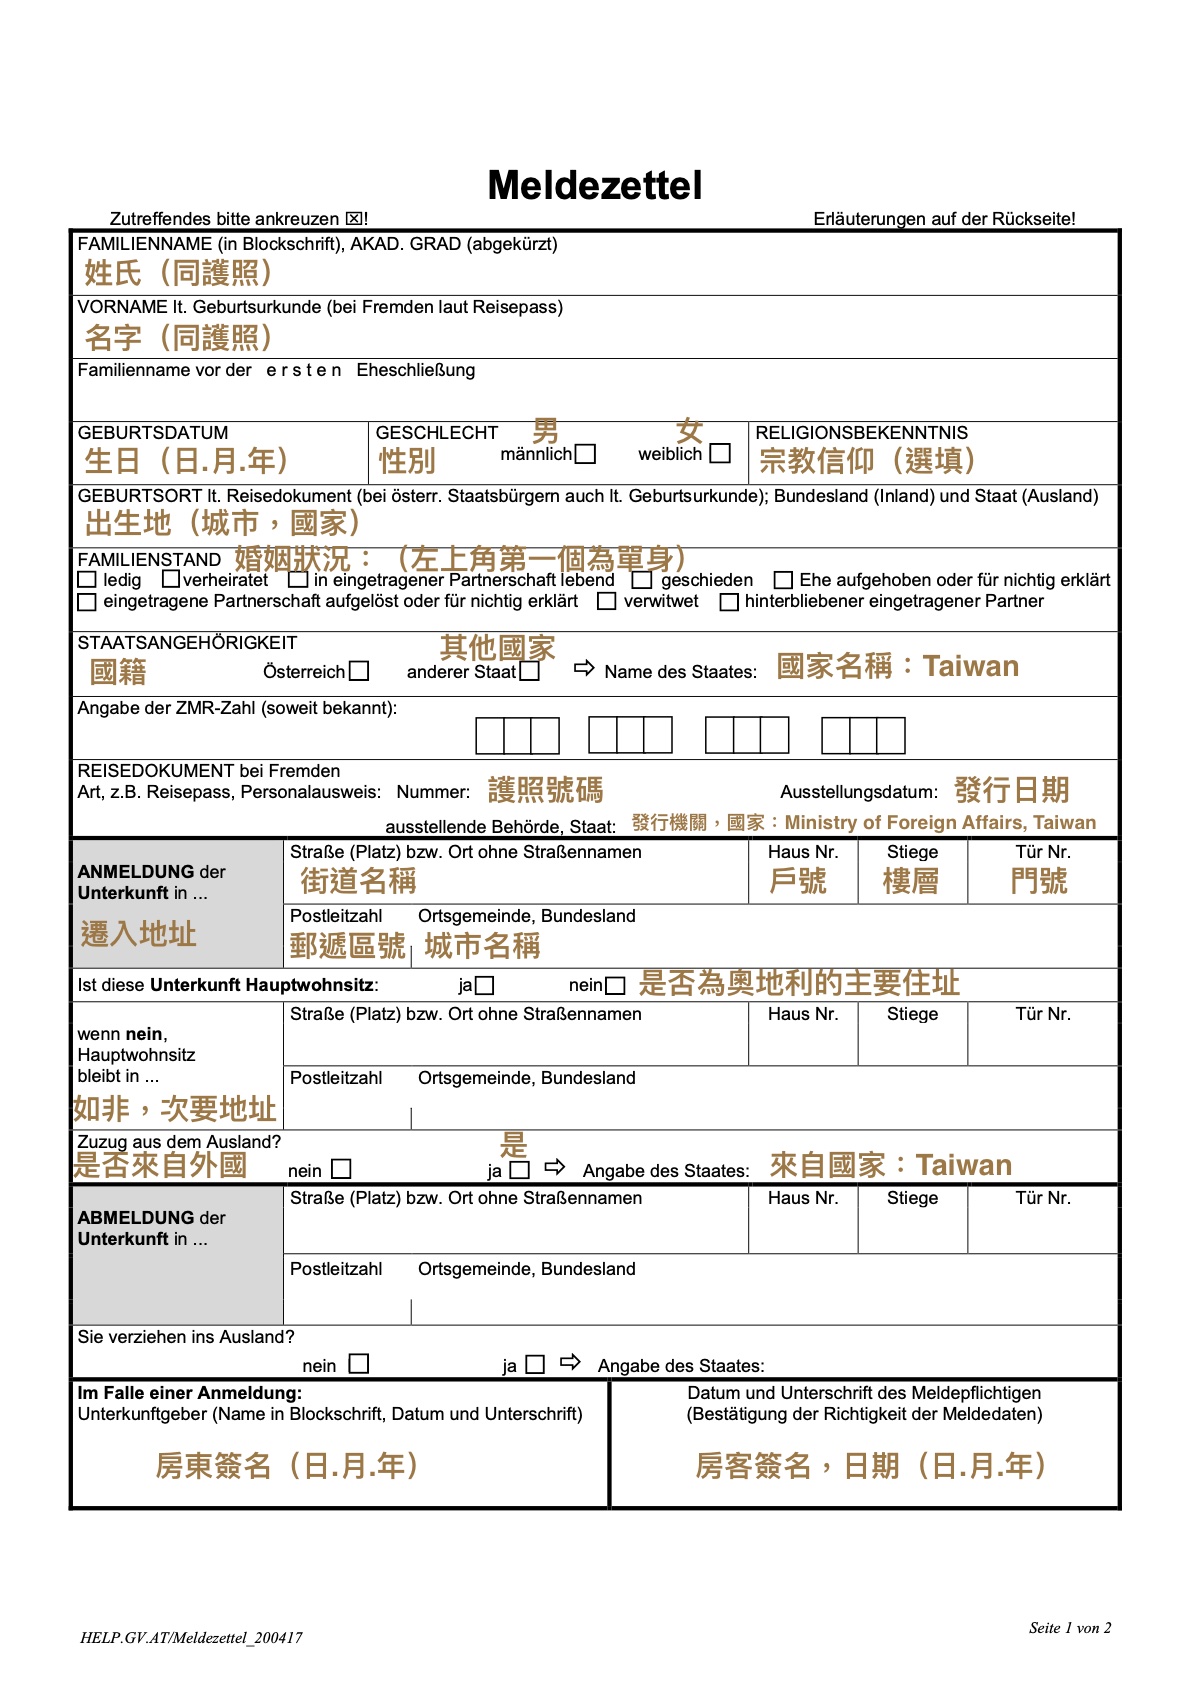 Meldezettel
Zutreffendes bitte ankreuzen ☒! Erläuterungen auf der Rückseite!
FAMILIENNAME (in Blockschrift), AKAD. GRAD (abgekürzt)
姓氏（同護照）
VORNAME lt. Geburtsurkunde (bei Fremden laut Reisepass)
名字（同護照）
Familienname vor der e r s t e n Eheschließung
GEBURTSDATUM
生日（日.月.年）
GESCHLECHT 男 女
性別 männlich☐ weiblich ☐
RELIGIONSBEKENNTNIS
宗教信仰（選填）
GEBURTSORT lt. Reisedokument (bei österr. Staatsbürgern auch lt. Geburtsurkunde); Bundesland (Inland) und Staat (Ausland)
出生地（城市，國家）
FAMILIENSTAND 婚姻狀況：（左上角第一個為單身）
☐ ledig ☐ verheiratet ☐ in eingetragener Partnerschaft lebend ☐ geschieden ☐ Ehe aufgehoben oder für nichtig erklärt
☐ eingetragene Partnerschaft aufgelöst oder für nichtig erklärt ☐ verwitwet ☐ hinterbliebener eingetragener Partner
STAATSANGEHÖRIGKEIT 其他國家
國籍 Österreich☐ anderer Staat☐ ⇨ Name des Staates: 國家名稱：Taiwan
Angabe der ZMR-Zahl (soweit bekannt):
REISEDOKUMENT bei Fremden
Art, z.B. Reisepass, Personalausweis: Nummer: 護照號碼 Ausstellungsdatum: 發行日期
ausstellende Behörde, Staat: 發行機關，國家：Ministry of Foreign Affairs, Taiwan
ANMELDUNG der
Unterkunft in ...
遷入地址
Straße (Platz) bzw. Ort ohne Straßennamen Haus Nr. Stiege Tür Nr.
街道名稱 戶號 樓層 門號
Postleitzahl Ortsgemeinde, Bundesland
郵遞區號 城市名稱
Ist diese Unterkunft Hauptwohnsitz: ja☐ nein☐ 是否為奧地利的主要住址
wenn nein,
Hauptwohnsitz
bleibt in ...
如非，次要地址
Straße (Platz) bzw. Ort ohne Straßennamen Haus Nr. Stiege Tür Nr.
Postleitzahl Ortsgemeinde, Bundesland
Zuzug aus dem Ausland? 是
是否來自外國 nein ☐ ja ☐ ⇨ Angabe des Staates: 來自國家：Taiwan
ABMELDUNG der
Unterkunft in ...
Straße (Platz) bzw. Ort ohne Straßennamen Haus Nr. Stiege Tür Nr.
Postleitzahl Ortsgemeinde, Bundesland
Sie verziehen ins Ausland?
nein ☐ ja ☐ ⇨ Angabe des Staates:
Im Falle einer Anmeldung:
Unterkunftgeber (Name in Blockschrift, Datum und Unterschrift)
房東簽名（日.月.年）
Datum und Unterschrift des Meldepflichtigen
(Bestätigung der Richtigkeit der Meldedaten)
房客簽名，日期（日.月.年）
HELP.GV.AT/Meldezettel_200417
Seite 1 von 2